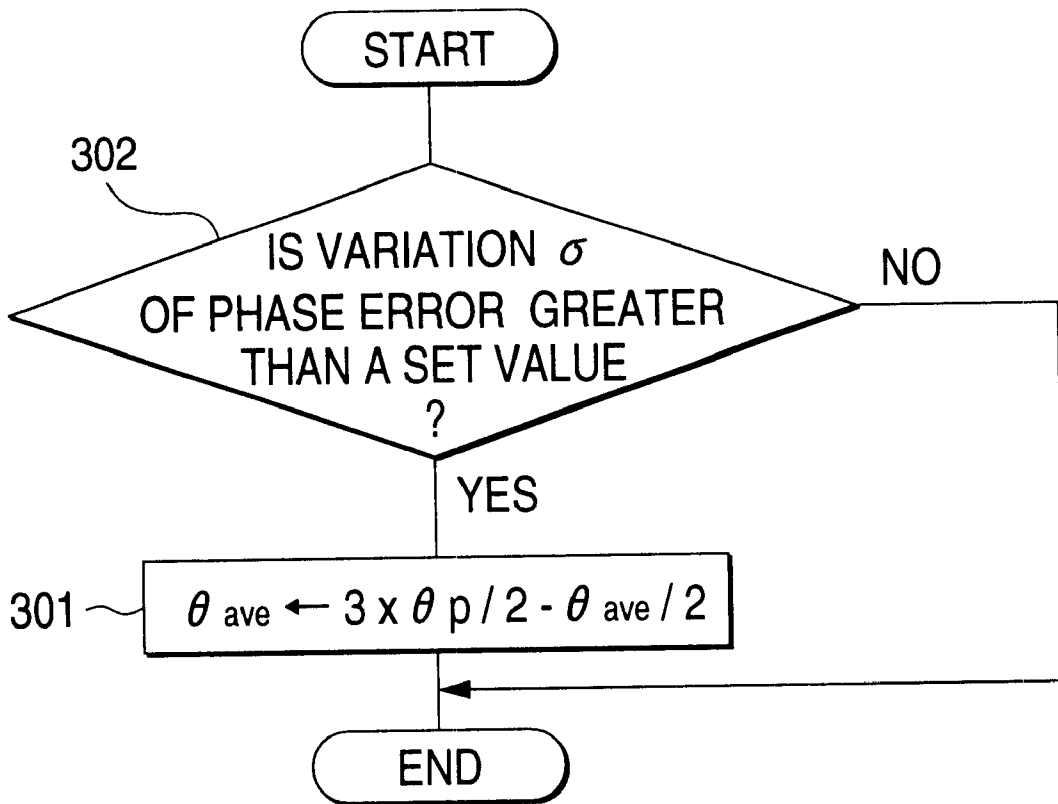 START
302
IS VARIATION σ
OF PHASE ERROR GREATER
THAN A SET VALUE
?
NO
YES
301
θ ave ← 3 x θ p / 2 - θ ave / 2
END